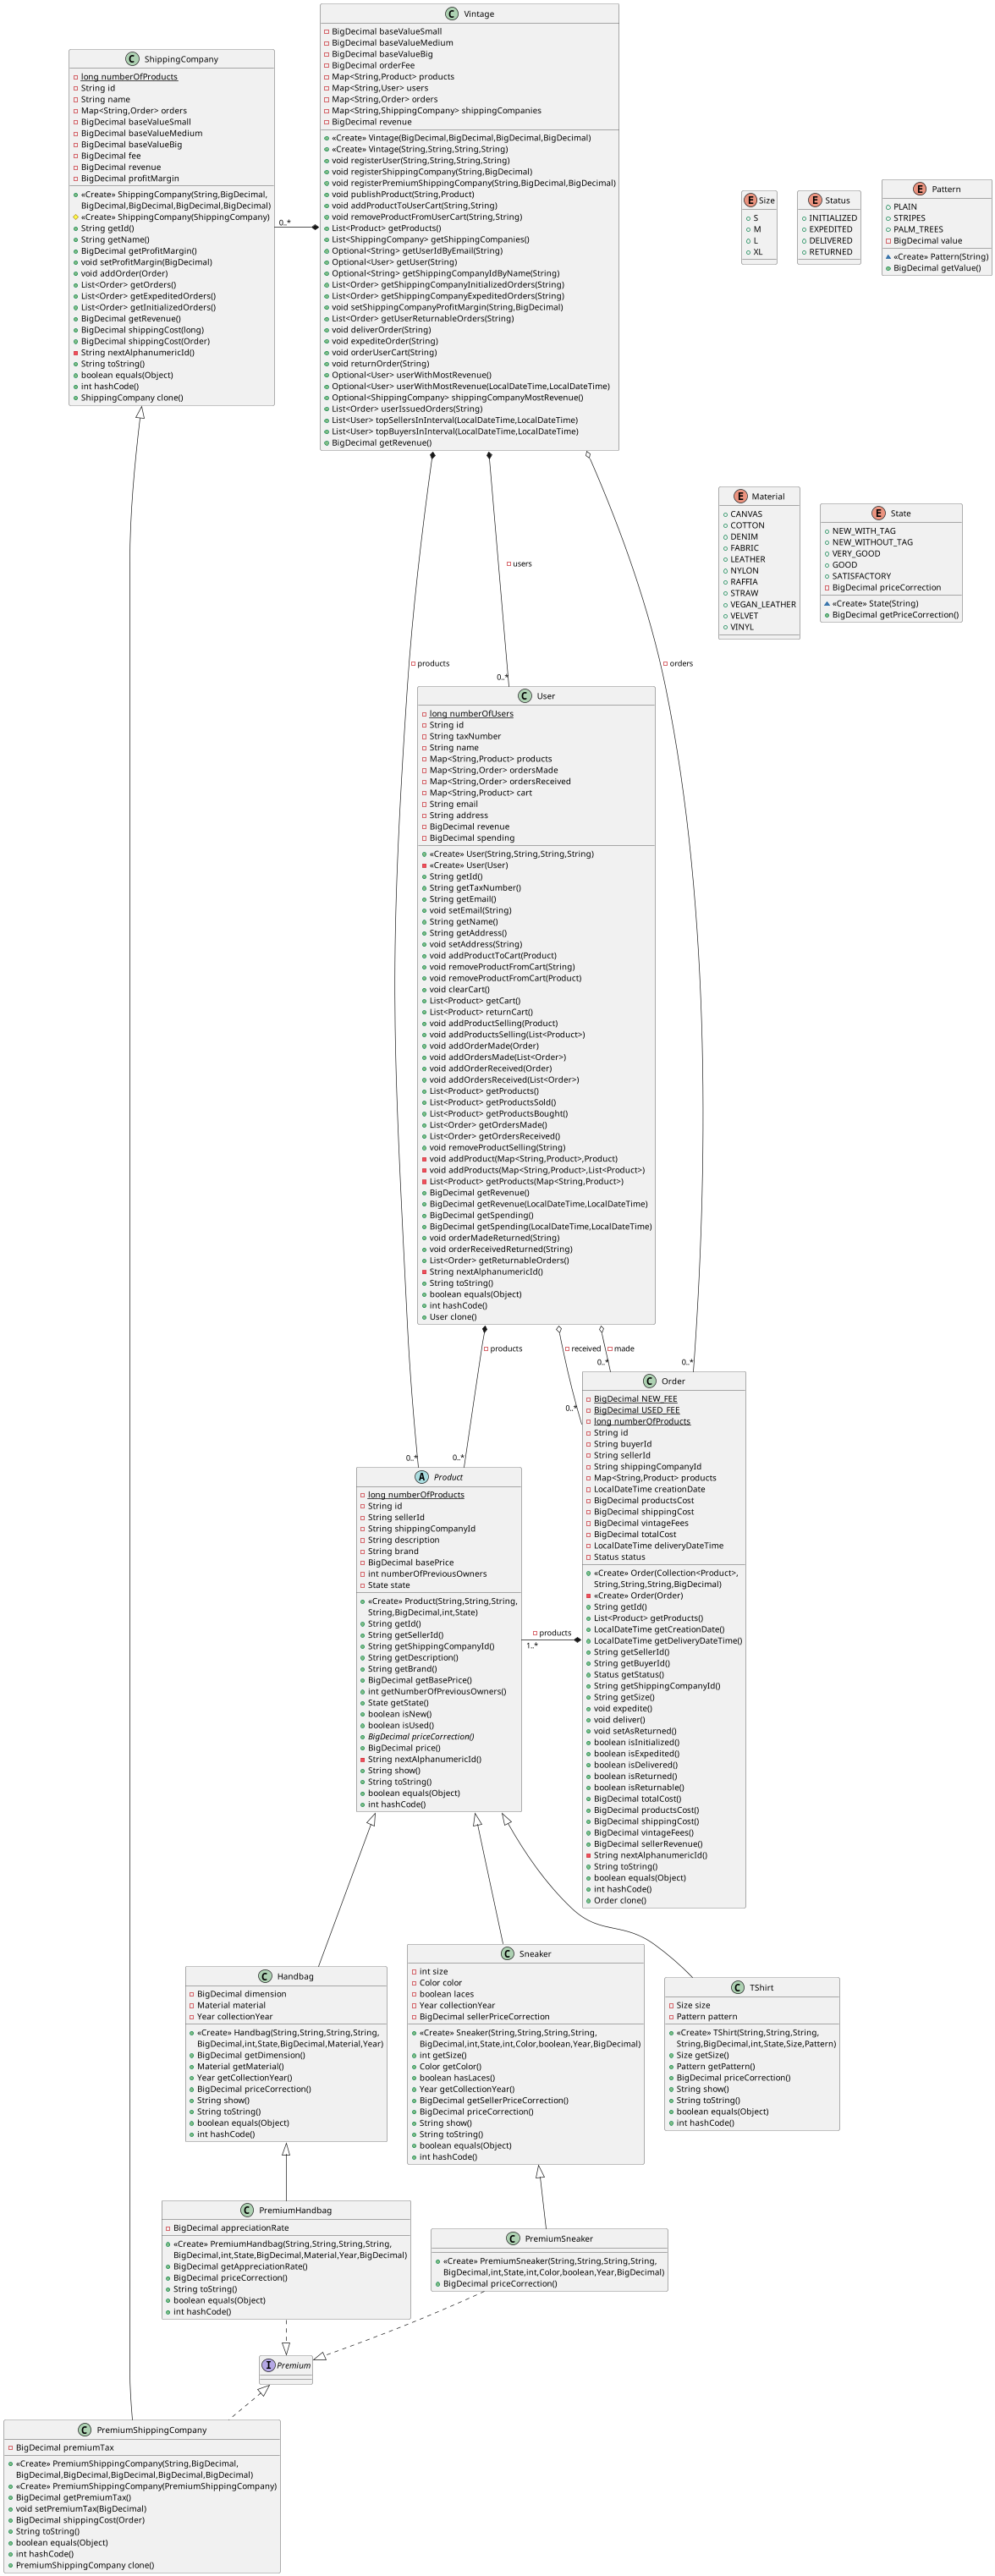 Vintage
BigDecimal baseValueSmall
BigDecimal baseValueMedium
BigDecimal baseValueBig
BigDecimal orderFee
Map<String,Product> products
Map<String,User> users
Map<String,Order> orders
Map<String,ShippingCompany> shippingCompanies
BigDecimal revenue
«Create» Vintage(BigDecimal,BigDecimal,BigDecimal,BigDecimal)
«Create» Vintage(String,String,String,String)
void registerUser(String,String,String,String)
void registerShippingCompany(String,BigDecimal)
void registerPremiumShippingCompany(String,BigDecimal,BigDecimal)
void publishProduct(String,Product)
void addProductToUserCart(String,String)
void removeProductFromUserCart(String,String)
List<Product> getProducts()
List<ShippingCompany> getShippingCompanies()
Optional<String> getUserIdByEmail(String)
Optional<User> getUser(String)
Optional<String> getShippingCompanyIdByName(String)
List<Order> getShippingCompanyInitializedOrders(String)
List<Order> getShippingCompanyExpeditedOrders(String)
void setShippingCompanyProfitMargin(String,BigDecimal)
List<Order> getUserReturnableOrders(String)
void deliverOrder(String)
void expediteOrder(String)
void orderUserCart(String)
void returnOrder(String)
Optional<User> userWithMostRevenue()
Optional<User> userWithMostRevenue(LocalDateTime,LocalDateTime)
Optional<ShippingCompany> shippingCompanyMostRevenue()
List<Order> userIssuedOrders(String)
List<User> topSellersInInterval(LocalDateTime,LocalDateTime)
List<User> topBuyersInInterval(LocalDateTime,LocalDateTime)
BigDecimal getRevenue()
ShippingCompany
long numberOfProducts
String id
String name
Map<String,Order> orders
BigDecimal baseValueSmall
BigDecimal baseValueMedium
BigDecimal baseValueBig
BigDecimal fee
BigDecimal revenue
BigDecimal profitMargin
«Create» ShippingCompany(String,BigDecimal,
BigDecimal,BigDecimal,BigDecimal,BigDecimal)
«Create» ShippingCompany(ShippingCompany)
String getId()
String getName()
BigDecimal getProfitMargin()
void setProfitMargin(BigDecimal)
void addOrder(Order)
List<Order> getOrders()
List<Order> getExpeditedOrders()
List<Order> getInitializedOrders()
BigDecimal getRevenue()
BigDecimal shippingCost(long)
BigDecimal shippingCost(Order)
String nextAlphanumericId()
String toString()
boolean equals(Object)
int hashCode()
ShippingCompany clone()
0..*
Size
S
M
L
XL
Status
INITIALIZED
EXPEDITED
DELIVERED
RETURNED
Pattern
PLAIN
STRIPES
PALM_TREES
BigDecimal value
«Create» Pattern(String)
BigDecimal getValue()
Material
CANVAS
COTTON
DENIM
FABRIC
LEATHER
NYLON
RAFFIA
STRAW
VEGAN_LEATHER
VELVET
VINYL
State
NEW_WITH_TAG
NEW_WITHOUT_TAG
VERY_GOOD
GOOD
SATISFACTORY
BigDecimal priceCorrection
«Create» State(String)
BigDecimal getPriceCorrection()
users
products
orders
0..*
User
long numberOfUsers
String id
String taxNumber
String name
Map<String,Product> products
Map<String,Order> ordersMade
Map<String,Order> ordersReceived
Map<String,Product> cart
String email
String address
BigDecimal revenue
BigDecimal spending
«Create» User(String,String,String,String)
«Create» User(User)
String getId()
String getTaxNumber()
String getEmail()
void setEmail(String)
String getName()
String getAddress()
void setAddress(String)
void addProductToCart(Product)
void removeProductFromCart(String)
void removeProductFromCart(Product)
void clearCart()
List<Product> getCart()
List<Product> returnCart()
void addProductSelling(Product)
void addProductsSelling(List<Product>)
void addOrderMade(Order)
void addOrdersMade(List<Order>)
void addOrderReceived(Order)
void addOrdersReceived(List<Order>)
List<Product> getProducts()
List<Product> getProductsSold()
List<Product> getProductsBought()
List<Order> getOrdersMade()
List<Order> getOrdersReceived()
void removeProductSelling(String)
void addProduct(Map<String,Product>,Product)
void addProducts(Map<String,Product>,List<Product>)
List<Product> getProducts(Map<String,Product>)
BigDecimal getRevenue()
BigDecimal getRevenue(LocalDateTime,LocalDateTime)
BigDecimal getSpending()
BigDecimal getSpending(LocalDateTime,LocalDateTime)
void orderMadeReturned(String)
void orderReceivedReturned(String)
List<Order> getReturnableOrders()
String nextAlphanumericId()
String toString()
boolean equals(Object)
int hashCode()
User clone()
products
received
made
0..*
0..*
0..*
0..*
0..*
Order
BigDecimal NEW_FEE
BigDecimal USED_FEE
long numberOfProducts
String id
String buyerId
String sellerId
String shippingCompanyId
Map<String,Product> products
LocalDateTime creationDate
BigDecimal productsCost
BigDecimal shippingCost
BigDecimal vintageFees
BigDecimal totalCost
LocalDateTime deliveryDateTime
Status status
«Create» Order(Collection<Product>,
String,String,String,BigDecimal)
«Create» Order(Order)
String getId()
List<Product> getProducts()
LocalDateTime getCreationDate()
LocalDateTime getDeliveryDateTime()
String getSellerId()
String getBuyerId()
Status getStatus()
String getShippingCompanyId()
String getSize()
void expedite()
void deliver()
void setAsReturned()
boolean isInitialized()
boolean isExpedited()
boolean isDelivered()
boolean isReturned()
boolean isReturnable()
BigDecimal totalCost()
BigDecimal productsCost()
BigDecimal shippingCost()
BigDecimal vintageFees()
BigDecimal sellerRevenue()
String nextAlphanumericId()
String toString()
boolean equals(Object)
int hashCode()
Order clone()
Product
long numberOfProducts
String id
String sellerId
String shippingCompanyId
String description
String brand
BigDecimal basePrice
int numberOfPreviousOwners
State state
«Create» Product(String,String,String,
String,BigDecimal,int,State)
String getId()
String getSellerId()
String getShippingCompanyId()
String getDescription()
String getBrand()
BigDecimal getBasePrice()
int getNumberOfPreviousOwners()
State getState()
boolean isNew()
boolean isUsed()
BigDecimal priceCorrection()
BigDecimal price()
String nextAlphanumericId()
String show()
String toString()
boolean equals(Object)
int hashCode()
products
1..*
Handbag
BigDecimal dimension
Material material
Year collectionYear
«Create» Handbag(String,String,String,String,
BigDecimal,int,State,BigDecimal,Material,Year)
BigDecimal getDimension()
Material getMaterial()
Year getCollectionYear()
BigDecimal priceCorrection()
String show()
String toString()
boolean equals(Object)
int hashCode()
Sneaker
int size
Color color
boolean laces
Year collectionYear
BigDecimal sellerPriceCorrection
«Create» Sneaker(String,String,String,String,
BigDecimal,int,State,int,Color,boolean,Year,BigDecimal)
int getSize()
Color getColor()
boolean hasLaces()
Year getCollectionYear()
BigDecimal getSellerPriceCorrection()
BigDecimal priceCorrection()
String show()
String toString()
boolean equals(Object)
int hashCode()
TShirt
Size size
Pattern pattern
«Create» TShirt(String,String,String,
String,BigDecimal,int,State,Size,Pattern)
Size getSize()
Pattern getPattern()
BigDecimal priceCorrection()
String show()
String toString()
boolean equals(Object)
int hashCode()
PremiumHandbag
BigDecimal appreciationRate
«Create» PremiumHandbag(String,String,String,String,
BigDecimal,int,State,BigDecimal,Material,Year,BigDecimal)
BigDecimal getAppreciationRate()
BigDecimal priceCorrection()
String toString()
boolean equals(Object)
int hashCode()
PremiumSneaker
«Create» PremiumSneaker(String,String,String,String,
BigDecimal,int,State,int,Color,boolean,Year,BigDecimal)
BigDecimal priceCorrection()
Premium
PremiumShippingCompany
BigDecimal premiumTax
«Create» PremiumShippingCompany(String,BigDecimal,
BigDecimal,BigDecimal,BigDecimal,BigDecimal,BigDecimal)
«Create» PremiumShippingCompany(PremiumShippingCompany)
BigDecimal getPremiumTax()
void setPremiumTax(BigDecimal)
BigDecimal shippingCost(Order)
String toString()
boolean equals(Object)
int hashCode()
PremiumShippingCompany clone()